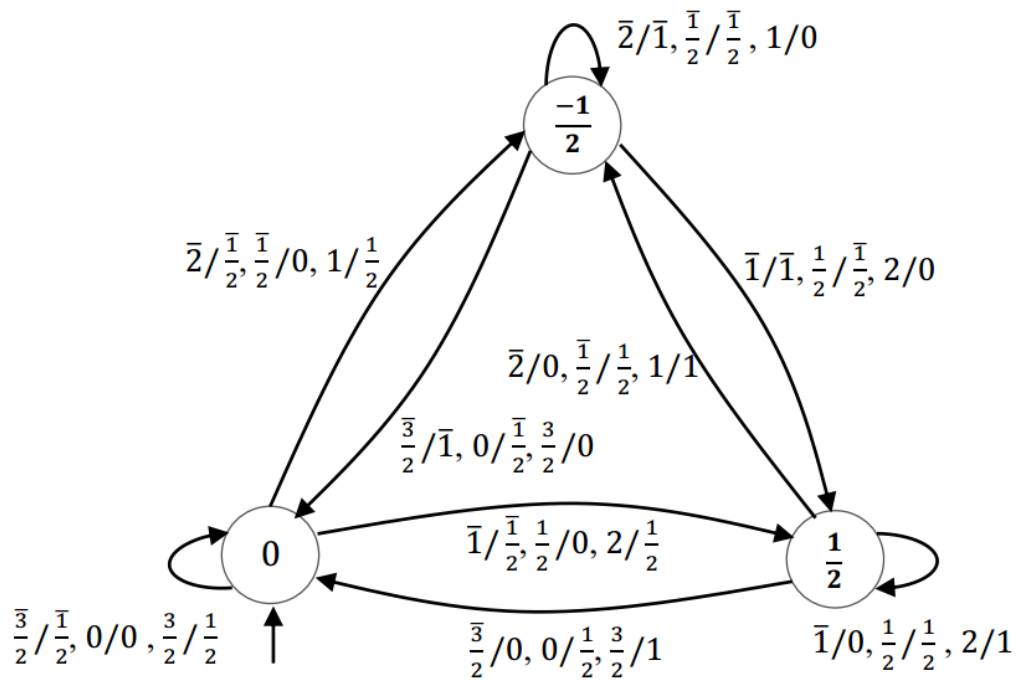 2̅/1̅, 1̅/2 / 1̅/2 , 1/0
−1/2
2̅/1̅/2, 1̅/2 /0, 1/ 1/2
1̅/1̅, 1/2 / 1̅/2, 2/0
2̅/0, 1̅/2 / 1/2, 1/1
3̅/2 /1̅, 0/ 1̅/2, 3/2 /0
0
1̅/ 1̅/2, 1/2 /0, 2/ 1/2
1/2
3̅/2 / 1̅/2, 0/0 , 3/2 / 1/2
3̅/2 /0, 0/ 1/2, 3/2 /1
1̅/0, 1/2 / 1/2 , 2/1